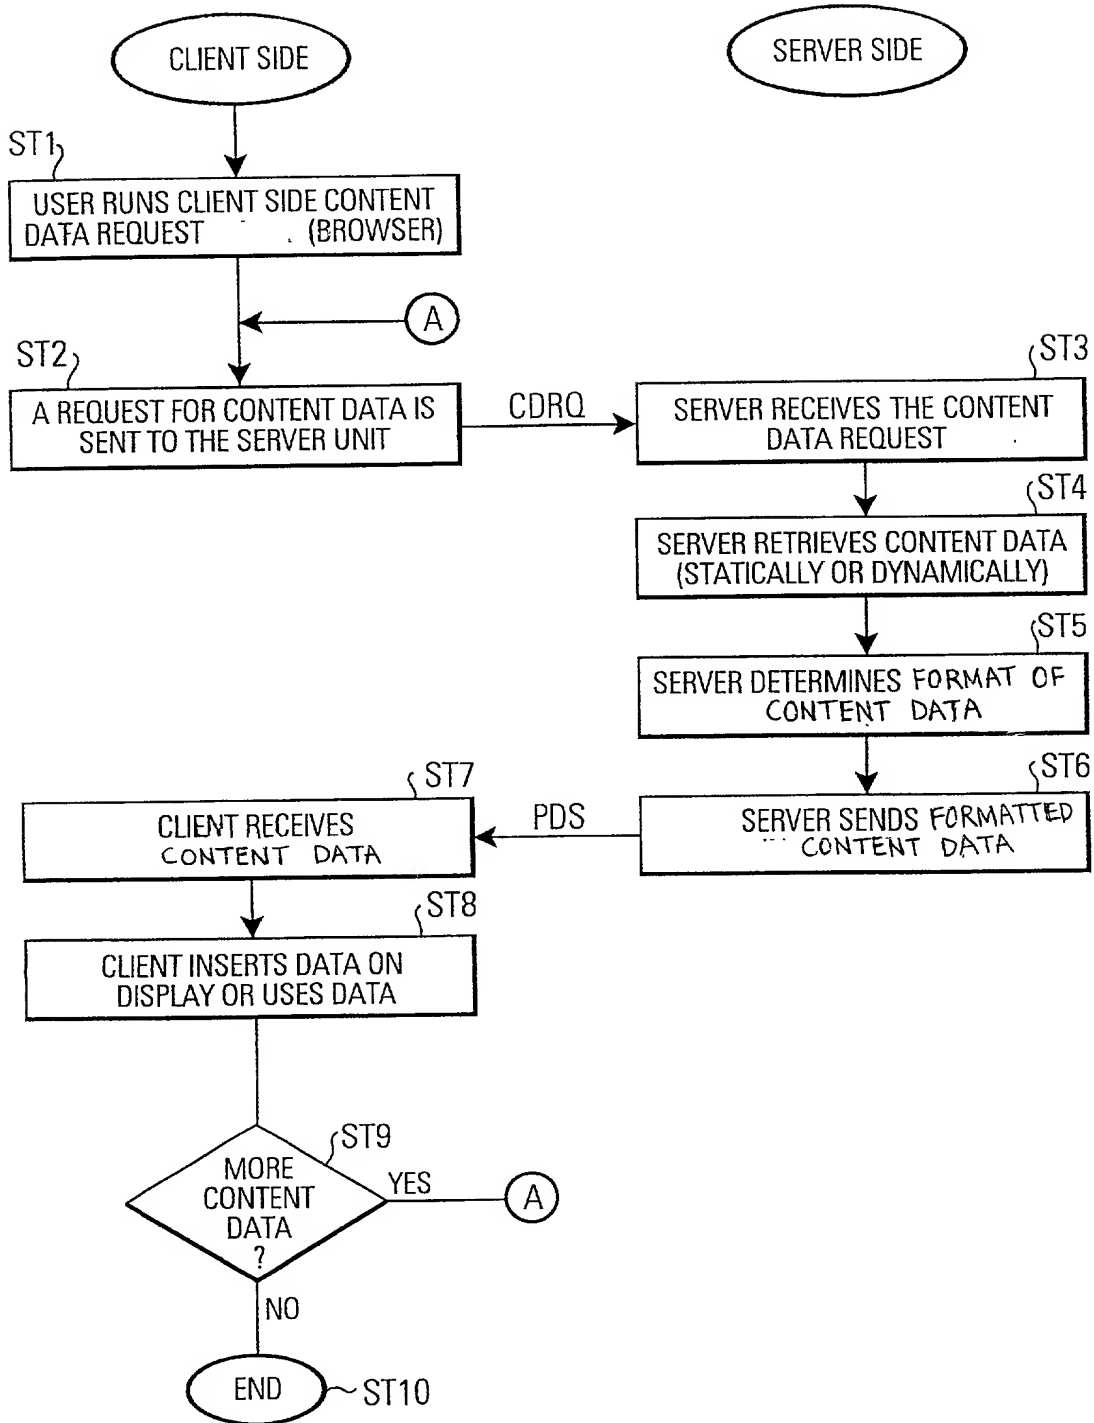 CLIENT SIDE
SERVER SIDE
ST1
USER RUNS CLIENT SIDE CONTENT
DATA REQUEST (BROWSER)
A
ST2
A REQUEST FOR CONTENT DATA IS
SENT TO THE SERVER UNIT
CDRQ
ST3
SERVER RECEIVES THE CONTENT
DATA REQUEST
ST4
SERVER RETRIEVES CONTENT DATA
(STATICALLY OR DYNAMICALLY)
ST5
SERVER DETERMINES FORMAT OF
CONTENT DATA
ST6
SERVER SENDS FORMATTED
CONTENT DATA
PDS
ST7
CLIENT RECEIVES
CONTENT DATA
ST8
CLIENT INSERTS DATA ON
DISPLAY OR USES DATA
ST9
MORE
CONTENT
DATA
?
YES
A
NO
END
ST10